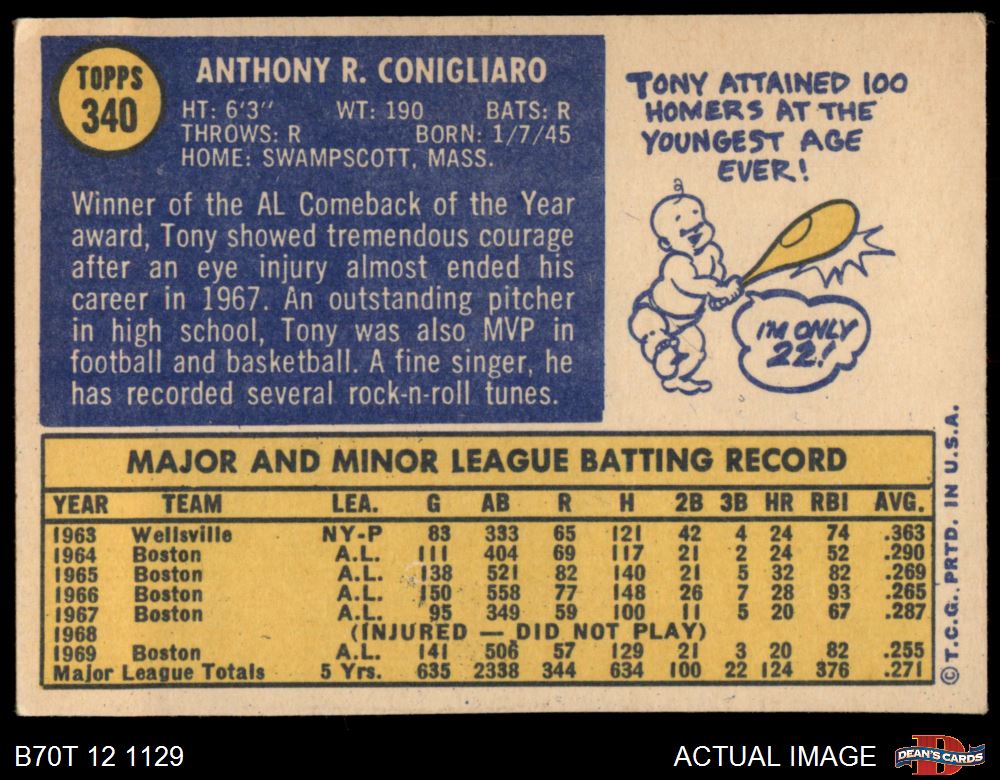 TOPPS
340
ANTHONY R. CONIGLIARO
HT: 6'3" WT: 190 BATS: R
THROWS: R BORN: 1/7/45
HOME: SWAMPSCOTT, MASS.
Winner of the AL Comeback of the Year
award, Tony showed tremendous courage
after an eye injury almost ended his
career in 1967. An outstanding pitcher
in high school, Tony was also MVP in
football and basketball. A fine singer, he
has recorded several rock-n-roll tunes.
TONY ATTAINED 100
HOMERS AT THE
YOUNGEST AGE
EVER!
I'M ONLY
22!
MAJOR AND MINOR LEAGUE BATTING RECORD
YEAR TEAM LEA. G AB R H 2B 3B HR RBI AVG.
1963 Wellsville NY-P 83 333 65 121 42 4 24 74 .363
1964 Boston A.L. 111 404 69 117 21 2 24 52 .290
1965 Boston A.L. 138 521 82 140 21 5 32 82 .269
1966 Boston A.L. 150 558 77 148 26 7 28 93 .265
1967 Boston A.L. 95 349 59 100 11 5 20 67 .287
1968 (INJURED — DID NOT PLAY)
1969 Boston A.L. 141 506 57 129 21 3 20 82 .255
Major League Totals 5 Yrs. 635 2338 344 634 100 22 124 376 .271
© T.C.G. PRTD. IN U.S.A.
B70T 12 1129
ACTUAL IMAGE
DEAN'S CARDS